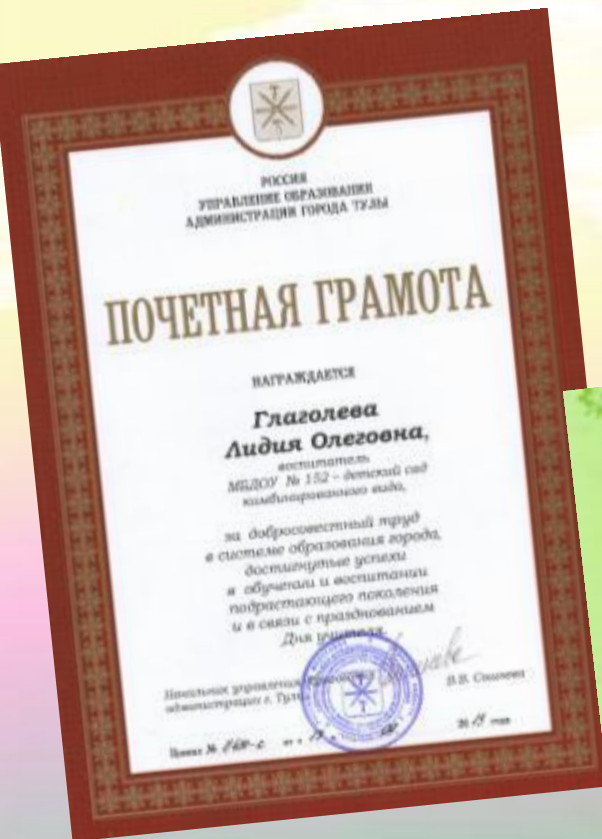 РОССИЯ
УПРАВЛЕНИЕ ОБРАЗОВАНИЯ
АДМИНИСТРАЦИИ ГОРОДА ТУЛЫ
ПОЧЕТНАЯ ГРАМОТА
НАГРАЖДАЕТСЯ
Глаголева
Лидия Олеговна,
воспитатель
МБДОУ № 152 – детский сад
комбинированного вида,
за добросовестный труд
в системе образования города,
достигнутые успехи
в обучении и воспитании
подрастающего поколения
и в связи с празднованием
Дня учителя
Начальник управления
администрации г. Тулы
Приказ №